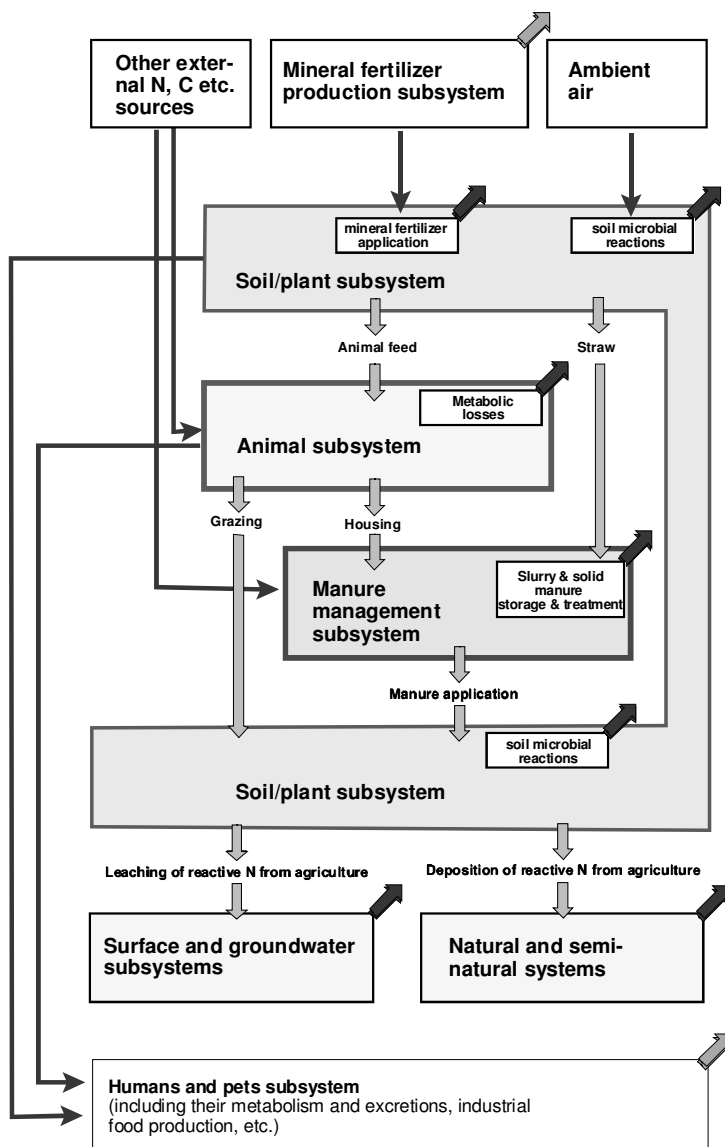 Other exter-
nal N, C etc.
sources
Mineral fertilizer
production subsystem
Ambient
air
mineral fertilizer
application
soil microbial
reactions
Soil/plant subsystem
Animal feed
Straw
Metabolic
losses
Animal subsystem
Grazing
Housing
Slurry & solid
manure
storage & treatment
Manure
management
subsystem
Manure application
soil microbial
reactions
Soil/plant subsystem
Leaching of reactive N from agriculture
Deposition of reactive N from agriculture
Surface and groundwater
subsystems
Natural and semi-
natural systems
Humans and pets subsystem
(including their metabolism and excretions, industrial
food production, etc.)